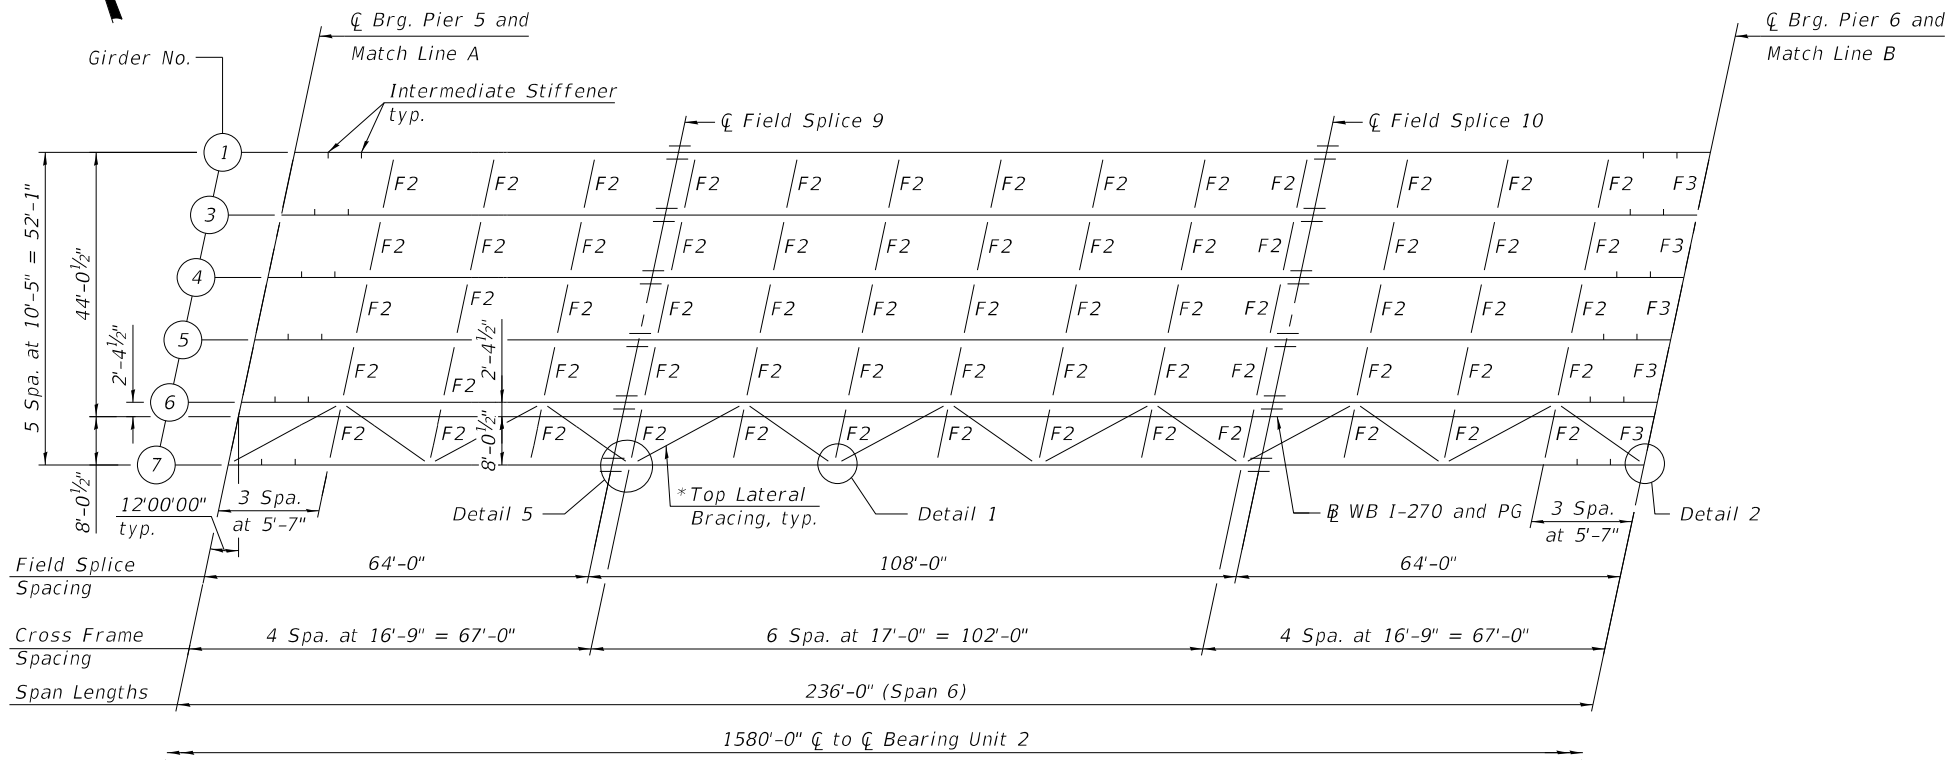 ℄ Brg. Pier 5 and
Match Line A
℄ Brg. Pier 6 and
Match Line B
Girder No.
Intermediate Stiffener
typ.
℄ Field Splice 9
℄ Field Splice 10
1
F2 F2 F2 F2 F2 F2 F2 F2 F2 F2 F2 F2 F2 F3
3
F2 F2 F2 F2 F2 F2 F2 F2 F2 F2 F2 F2 F2 F3
4
F2 F2 F2 F2 F2 F2 F2 F2 F2 F2 F2 F2 F2 F3
5
F2 F2 F2 F2 F2 F2 F2 F2 F2 F2 F2 F2 F2 F3
6
F2 F2 F2 F2 F2 F2 F2 F2 F2 F2 F2 F2 F2 F3
7
5 Spa. at 10'-5" = 52'-1"
44'-0½"
2'-4½"
8'-0½"
2'-4½"
8'-0½"
12°00'00"
typ.
3 Spa.
at 5'-7"
Detail 5
*Top Lateral
Bracing, typ.
Detail 1
℄ WB I-270 and PG
3 Spa.
at 5'-7"
Detail 2
Field Splice
Spacing
64'-0"
108'-0"
64'-0"
Cross Frame
Spacing
4 Spa. at 16'-9" = 67'-0"
6 Spa. at 17'-0" = 102'-0"
4 Spa. at 16'-9" = 67'-0"
Span Lengths
236'-0" (Span 6)
1580'-0" ℄ to ℄ Bearing Unit 2